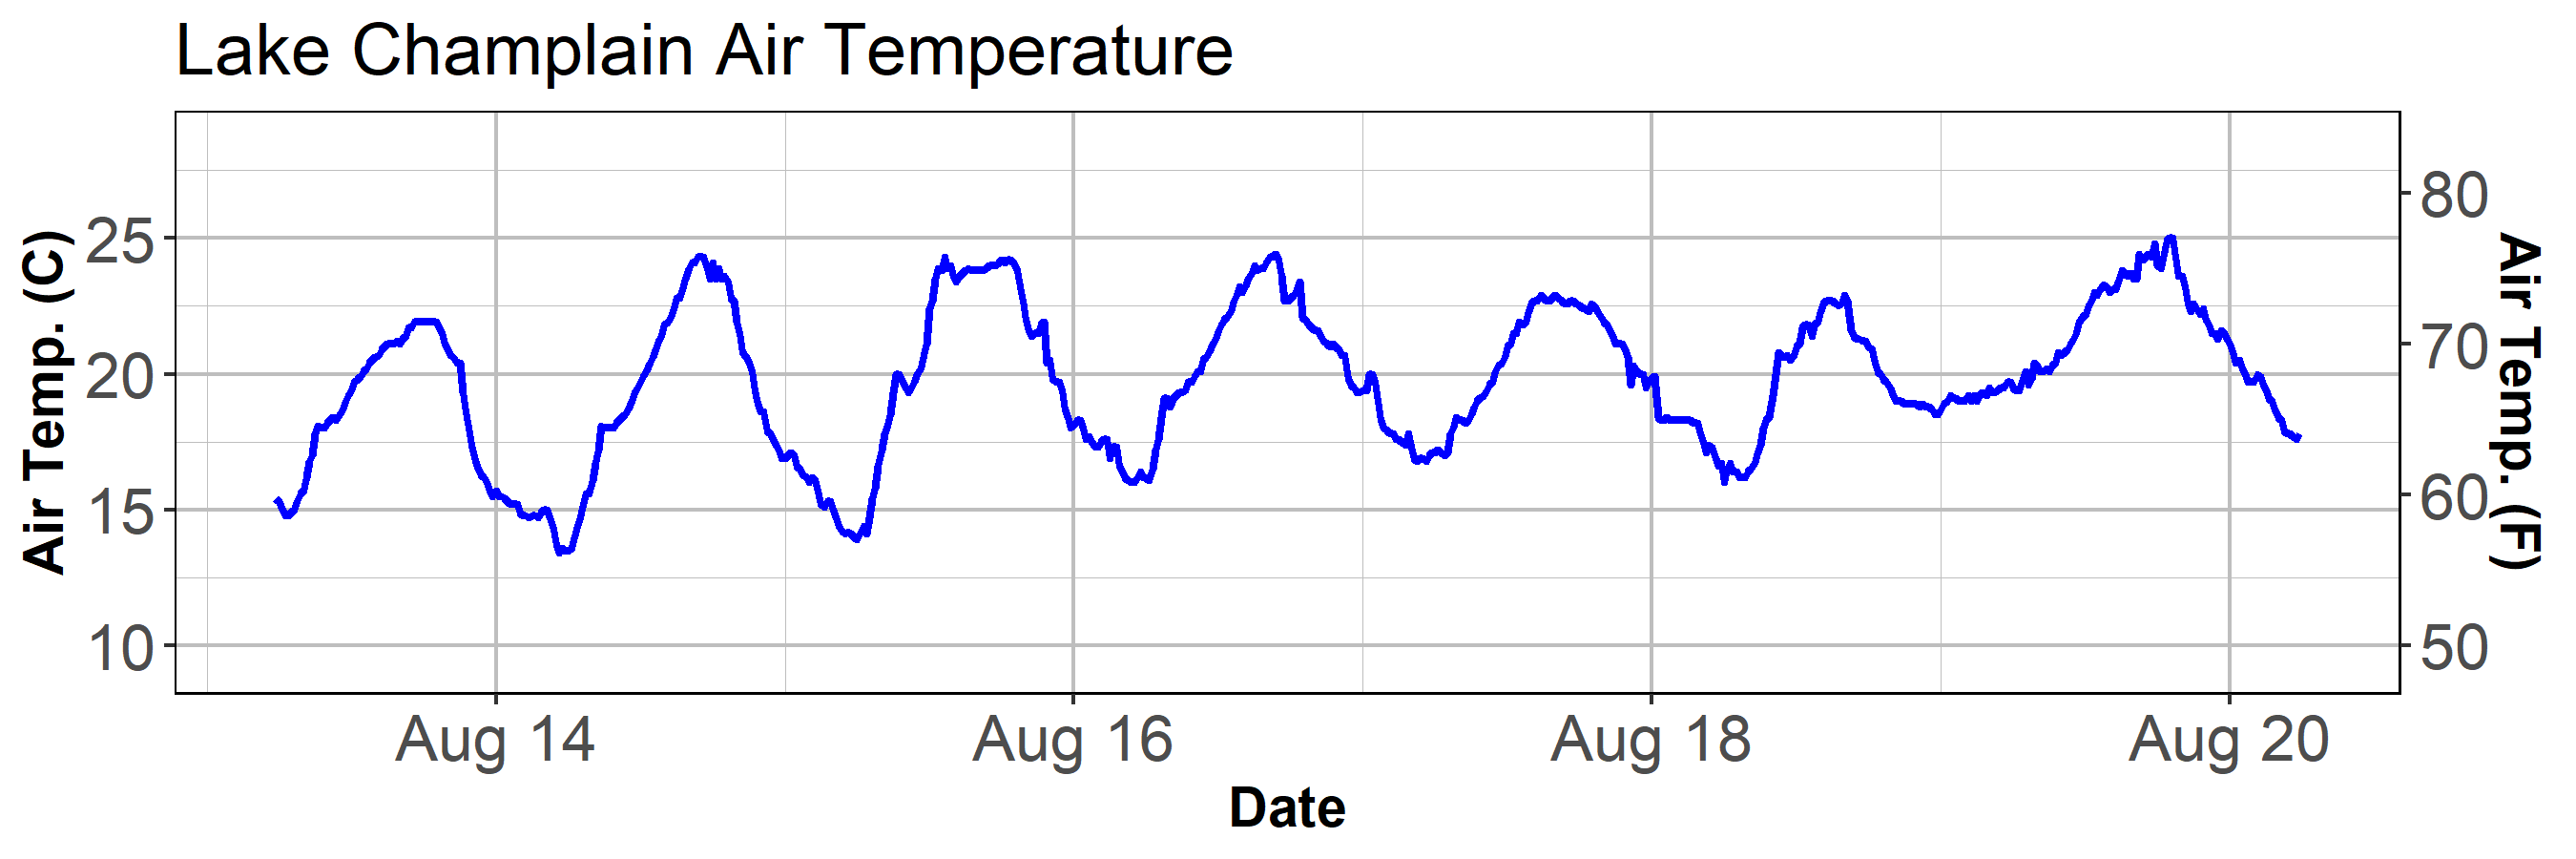 Lake Champlain Air Temperature
Air Temp. (C)
25
20
15
10
80
70
60
50
Air Temp. (F)
Aug 14
Aug 16
Aug 18
Aug 20
Date